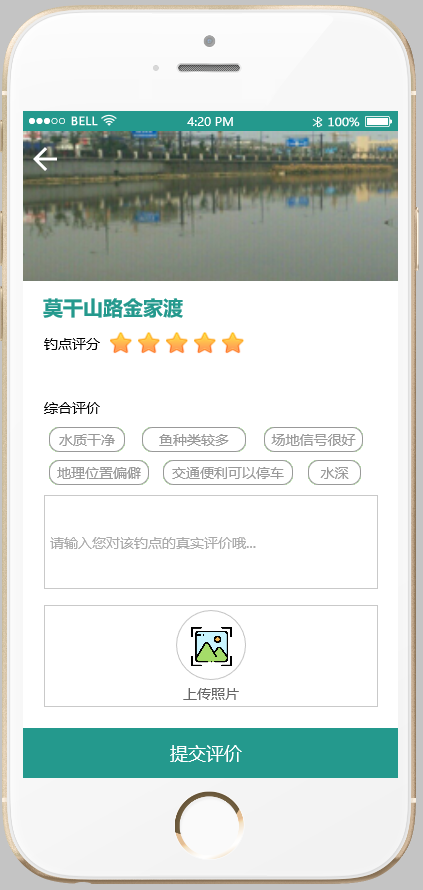 BELL 4:20 PM 100%
莫干山路金家渡
钓点评分
综合评价
水质干净 鱼种类较多 场地信号很好
地理位置偏僻 交通便利可以停车 水深
请输入您对该钓点的真实评价哦...
上传照片
提交评价